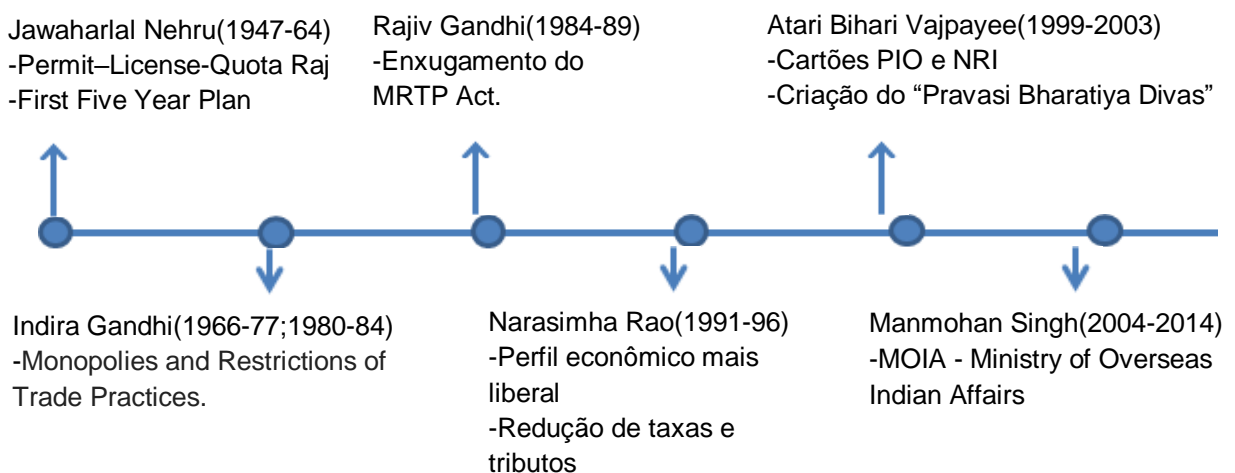 Jawaharlal Nehru(1947-64)
-Permit–License-Quota Raj
-First Five Year Plan
Rajiv Gandhi(1984-89)
-Enxugamento do
MRTP Act.
Atari Bihari Vajpayee(1999-2003)
-Cartões PIO e NRI
-Criação do “Pravasi Bharatiya Divas”
Indira Gandhi(1966-77;1980-84)
-Monopolies and Restrictions of
Trade Practices.
Narasimha Rao(1991-96)
-Perfil econômico mais
liberal
-Redução de taxas e
tributos
Manmohan Singh(2004-2014)
-MOIA - Ministry of Overseas
Indian Affairs